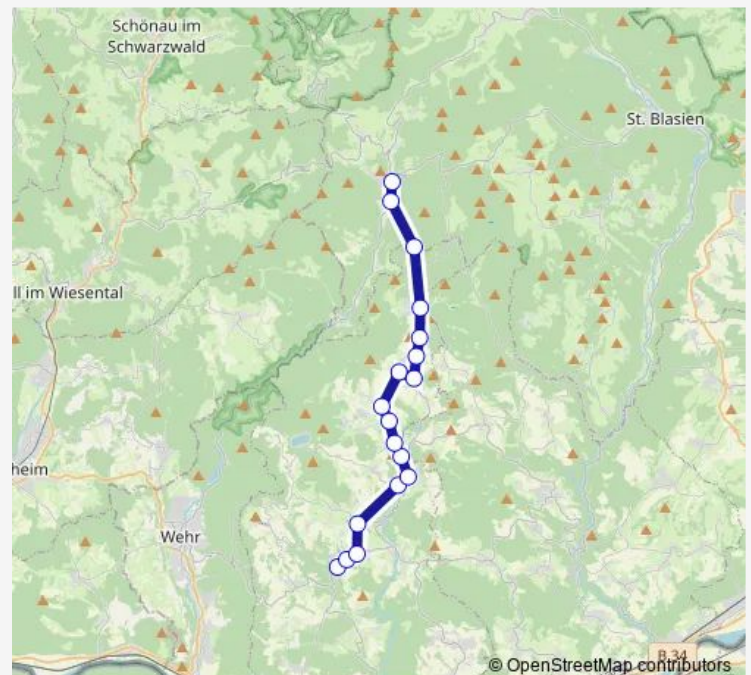 Schönau im
Schwarzwald
St. Blasien
ll im Wiesental
heim
Wehr
B 34
© OpenStreetMap contributors